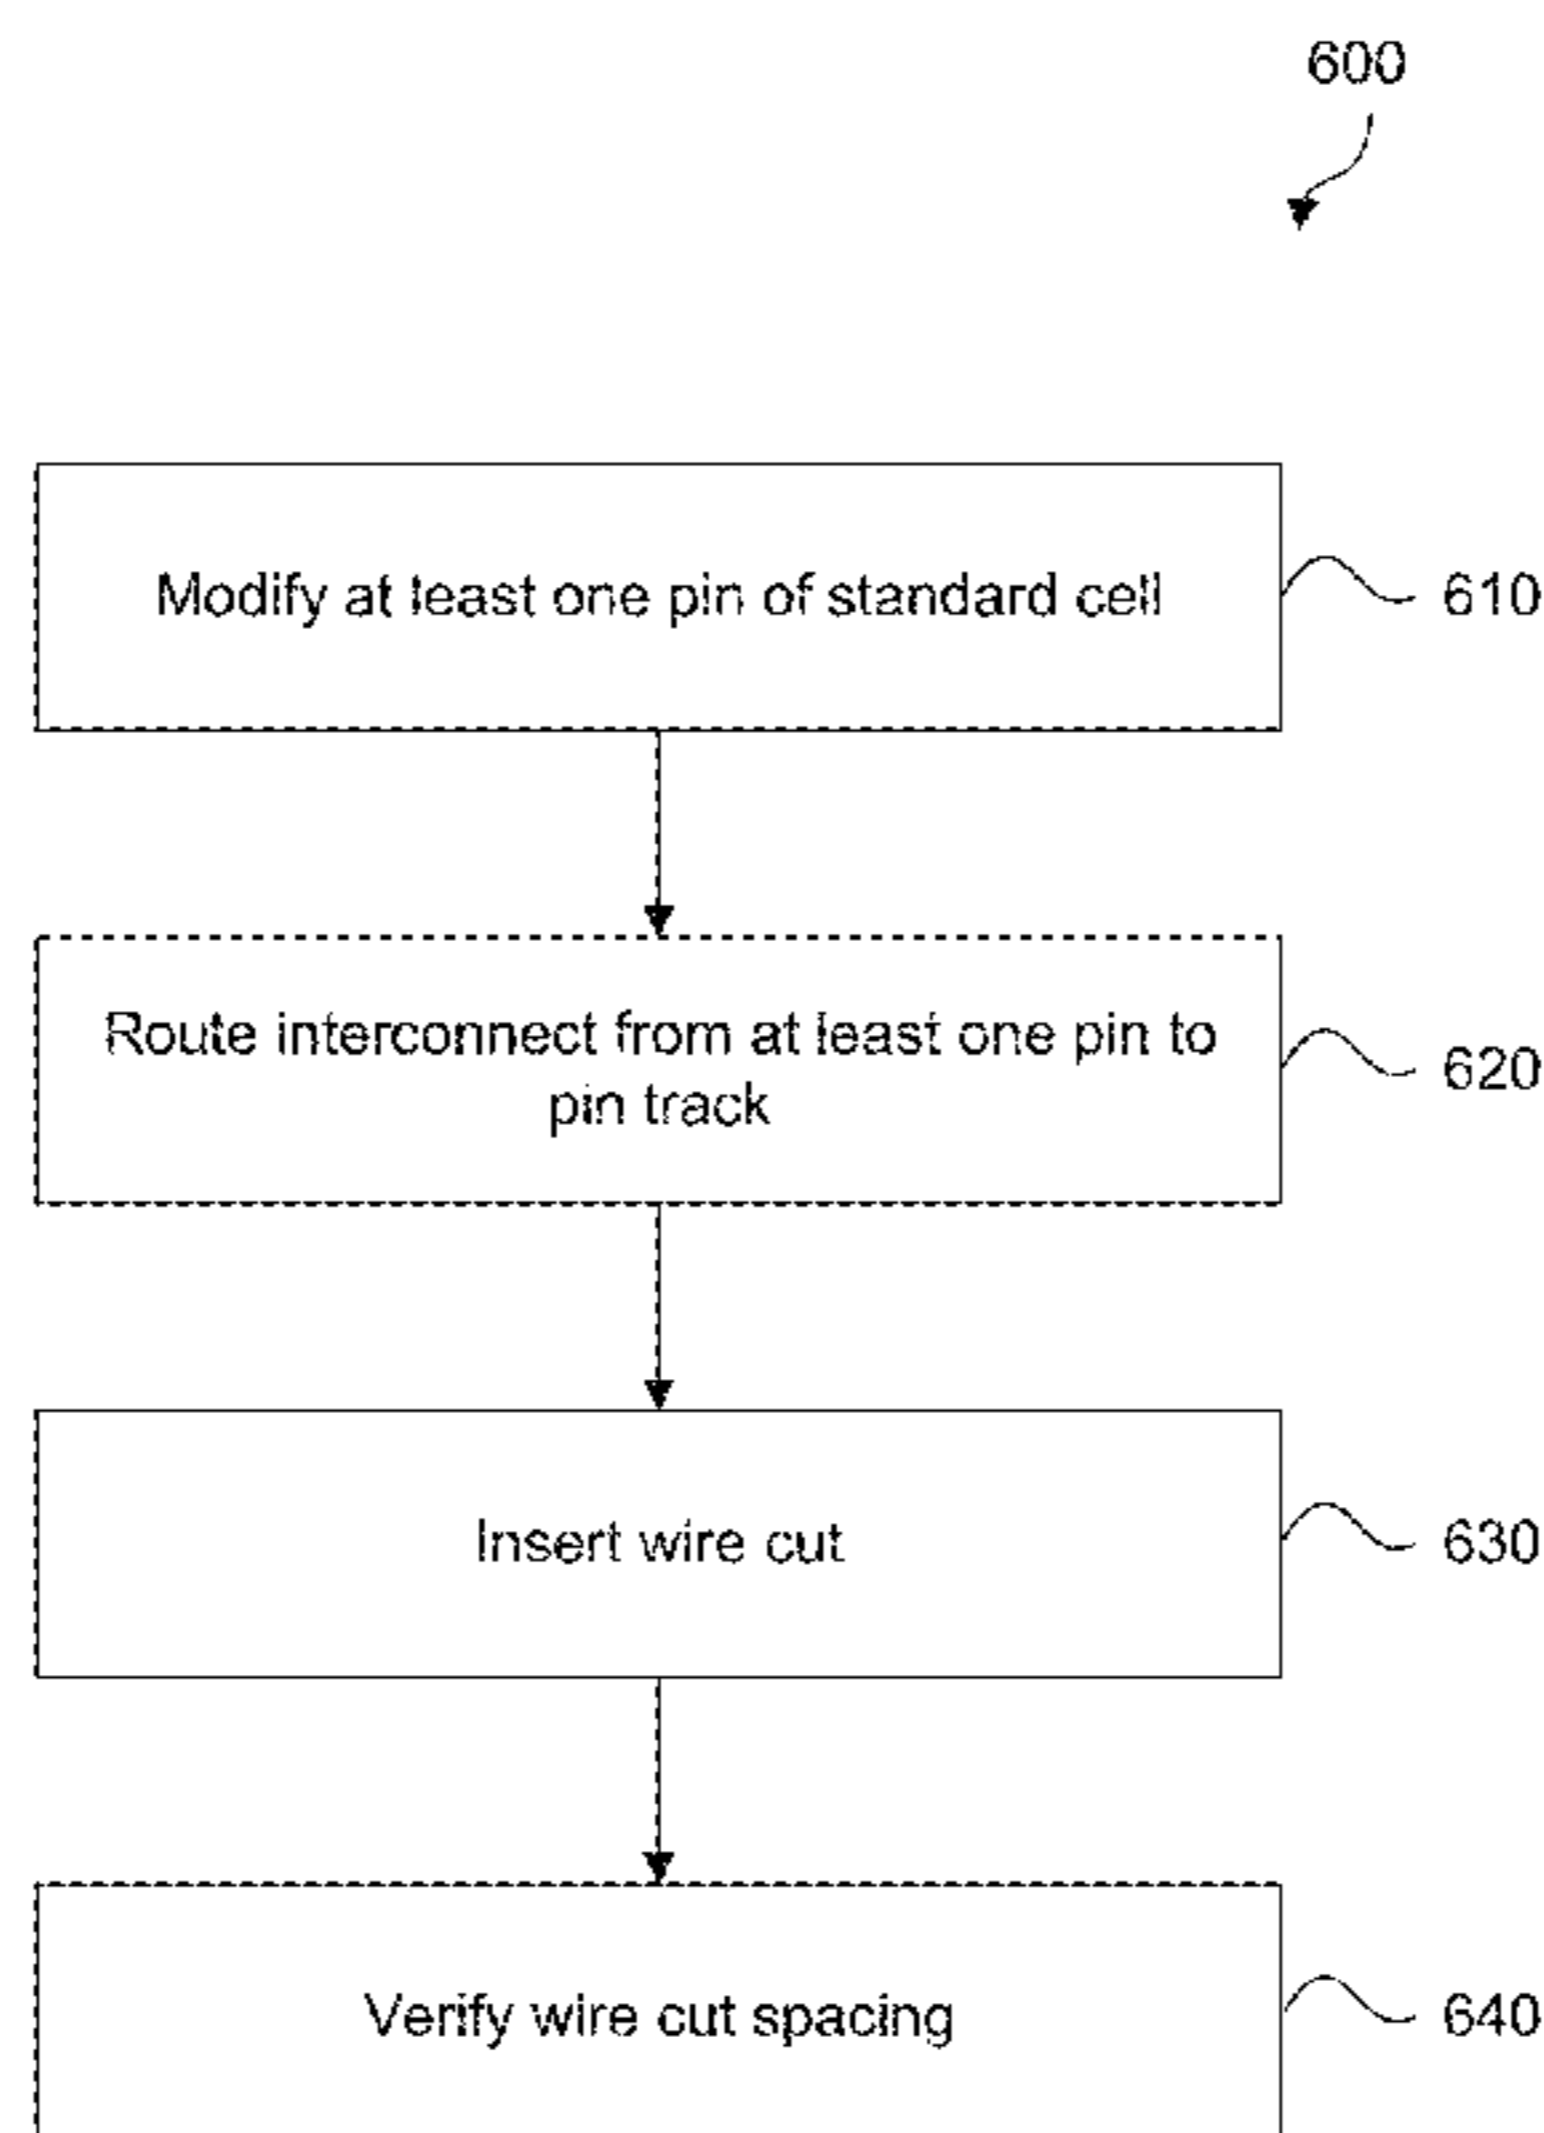 600
Modify at least one pin of standard cell
610
Route interconnect from at least one pin to
pin track
620
Insert wire cut
630
Verify wire cut spacing
640